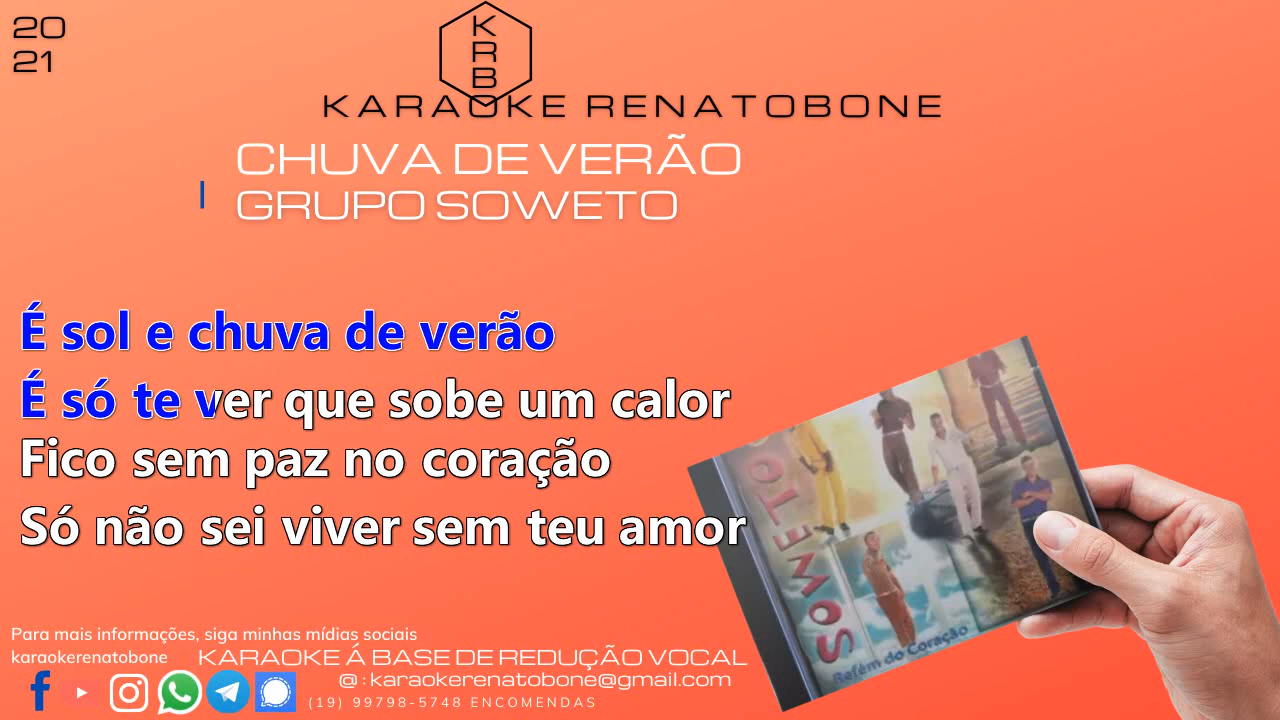 20
21
K
R
B
KARAOKE RENATOBONE
CHUVA DE VERÃO
GRUPO SOWETO
É sol e chuva de verão
É só te ver que sobe um calor
Fico sem paz no coração
Só não sei viver sem teu amor
SOWETO
Refém do Coração
Para mais informações, siga minhas mídias sociais
karaokerenatobone
KARAOKE Á BASE DE REDUÇÃO VOCAL
@:karaokerenatobone@gmail.com
(19) 99798-5748 ENCOMENDAS